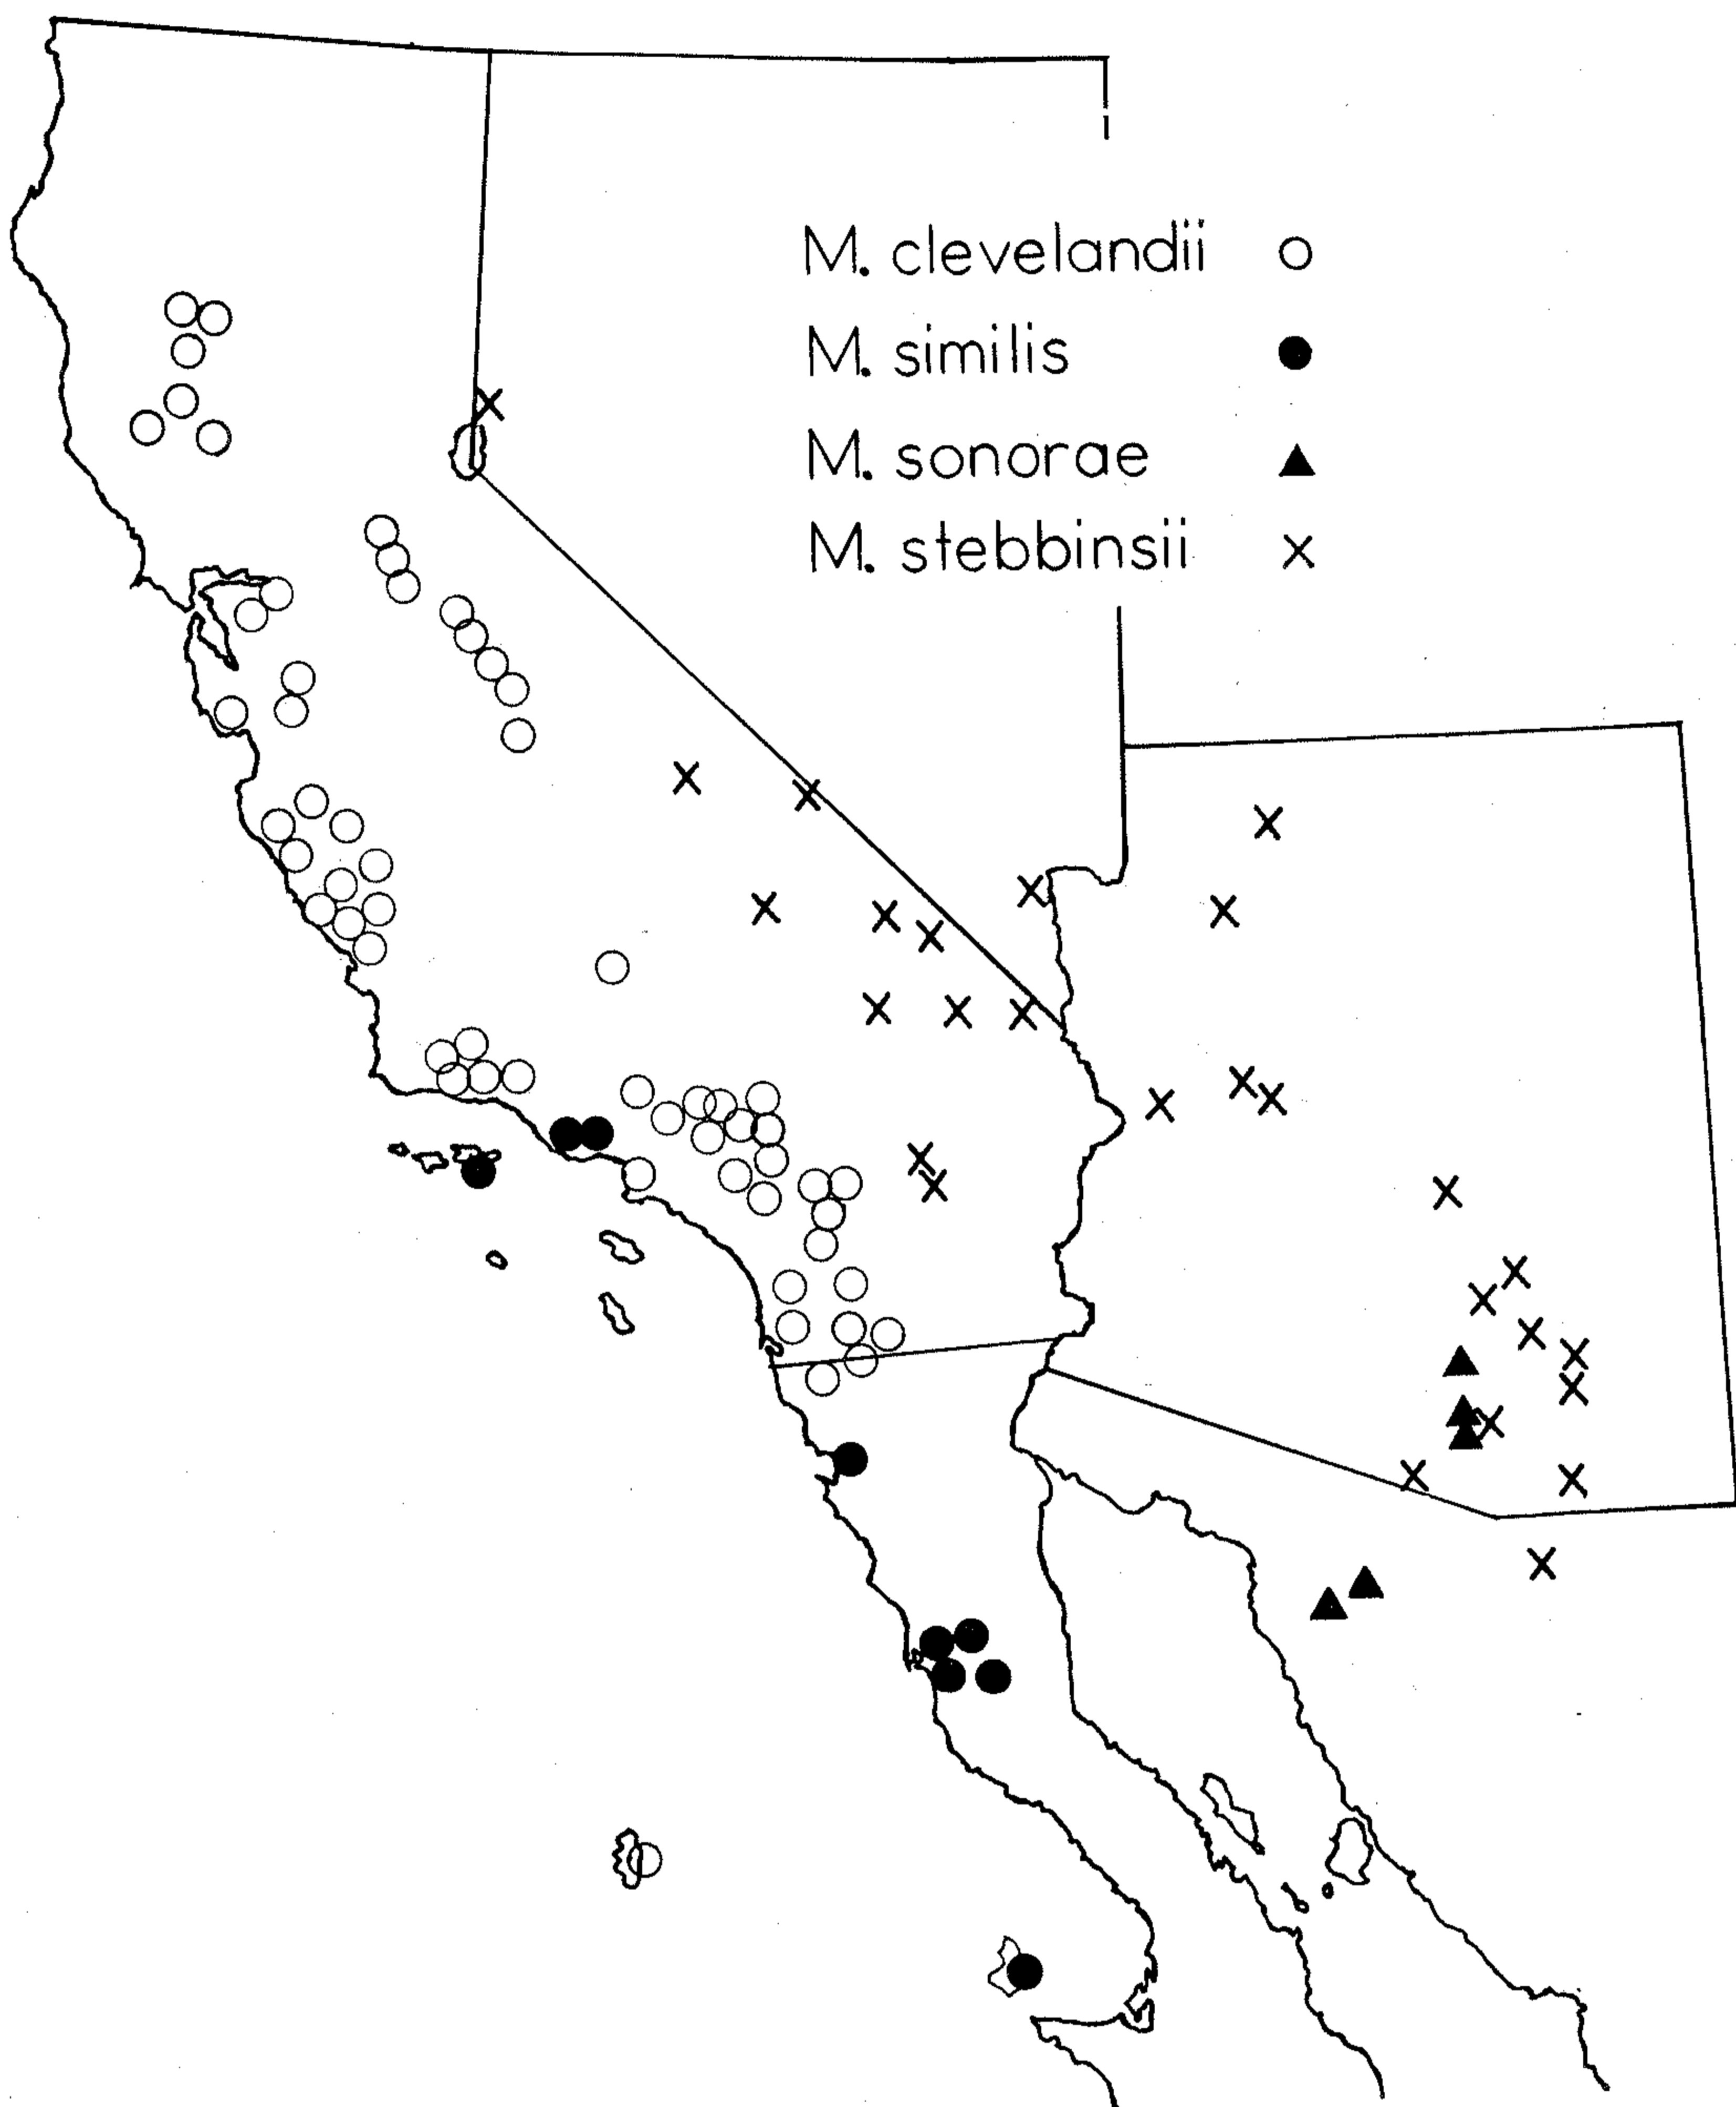 M. clevelandii ○
M. similis ●
M. sonorae ▲
M. stebbinsii ×